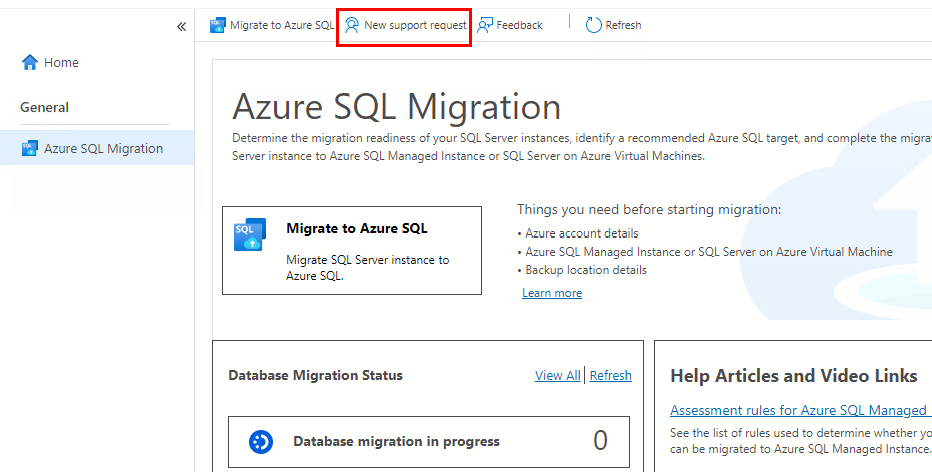 «
Migrate to Azure SQL New support request Feedback Refresh
Home
General
Azure SQL Migration
Azure SQL Migration
Determine the migration readiness of your SQL Server instances, identify a recommended Azure SQL target, and complete the migra
Server instance to Azure SQL Managed Instance or SQL Server on Azure Virtual Machines.
SQL
Migrate to Azure SQL
Migrate SQL Server instance to
Azure SQL.
Things you need before starting migration:
• Azure account details
• Azure SQL Managed Instance or SQL Server on Azure Virtual Machine
• Backup location details
Learn more
Database Migration Status View All Refresh
Database migration in progress 0
Help Articles and Video Links
Assessment rules for Azure SQL Managed
See the list of rules used to determine whether yo
can be migrated to Azure SQL Managed Instance.